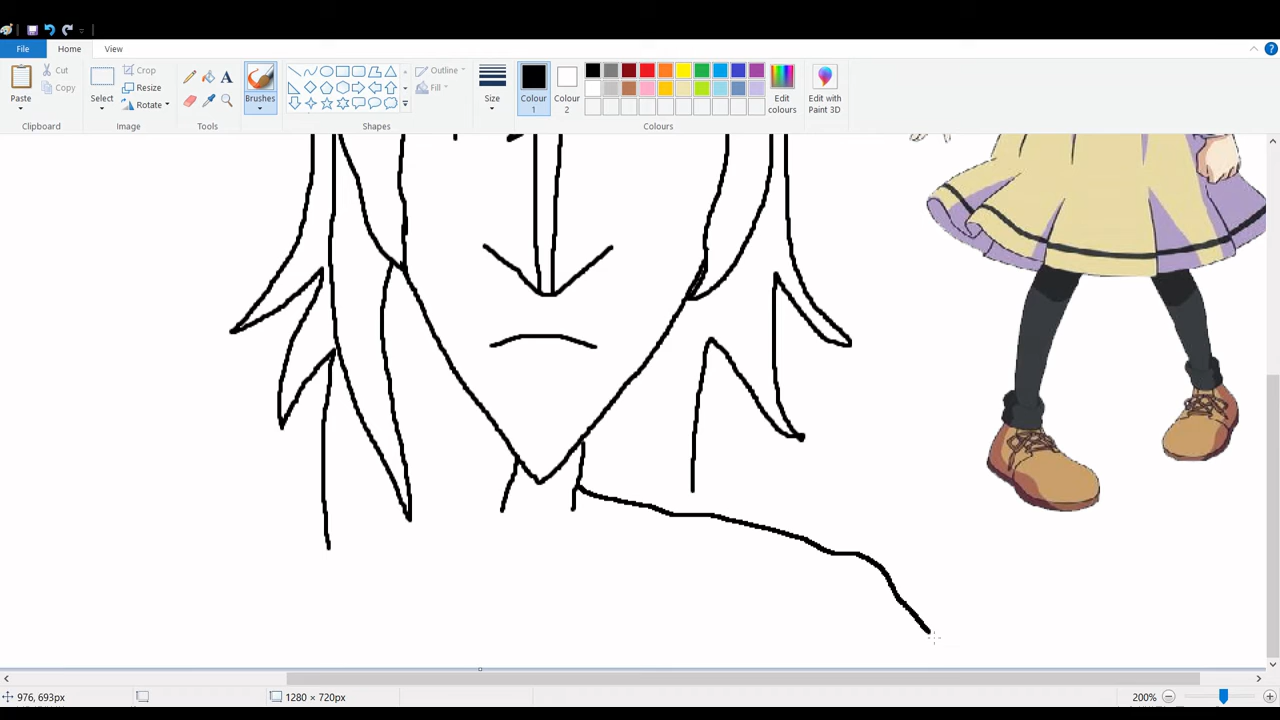 File Home View
Paste
Cut
Copy
Clipboard
Select
Crop
Resize
Rotate
Image
A
Tools
Brushes
Outline
Fill
Shapes
Size
Colour 1
Colour 2
Edit colours
Colours
Edit with Paint 3D
?
976, 693px
1280 × 720px
200%